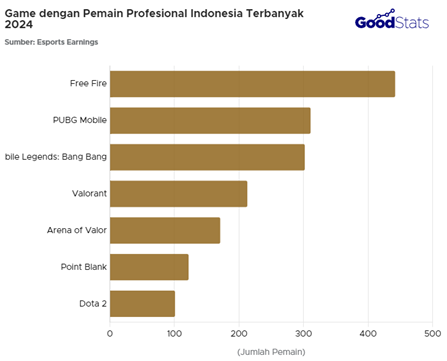 Game dengan Pemain Profesional Indonesia Terbanyak
2024
GoodStats
Sumber: Esports Earnings
Free Fire
PUBG Mobile
bile Legends: Bang Bang
Valorant
Arena of Valor
Point Blank
Dota 2
0 100 200 300 400 500
(Jumlah Pemain)